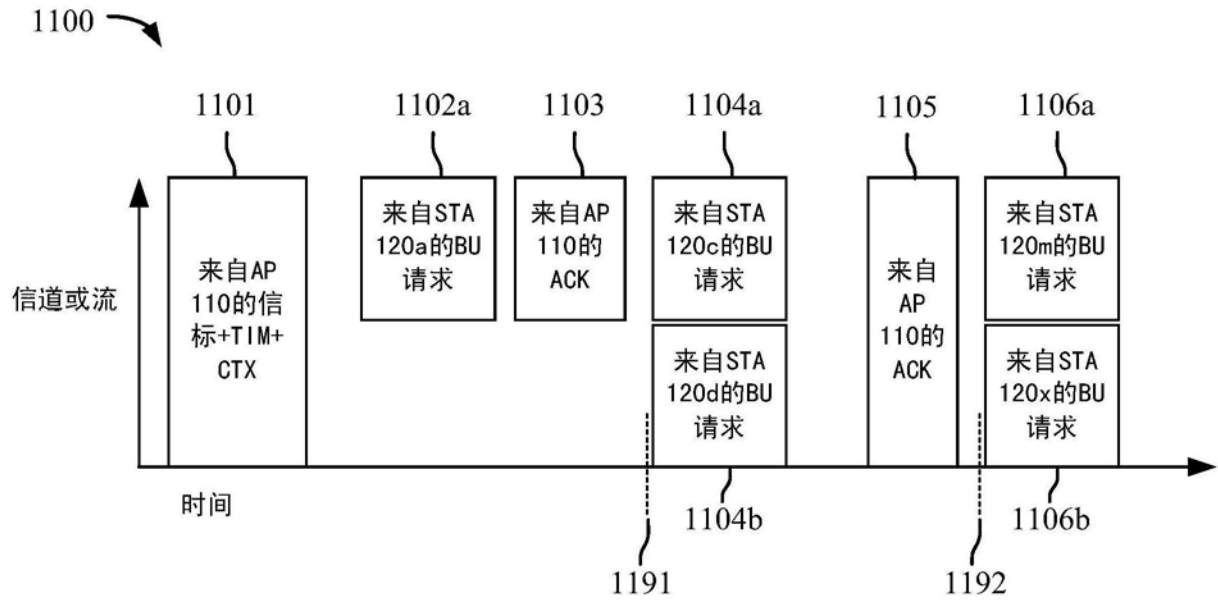 1100
1101
1102a
1103
1104a
1105
1106a
信道或流
来自AP
110的信
标+TIM+
CTX
来自STA
120a的BU
请求
来自AP
110的
ACK
来自STA
120c的BU
请求
来自STA
120d的BU
请求
来自
AP
110的
ACK
来自STA
120m的BU
请求
来自STA
120x的BU
请求
时间
1104b
1106b
1191
1192